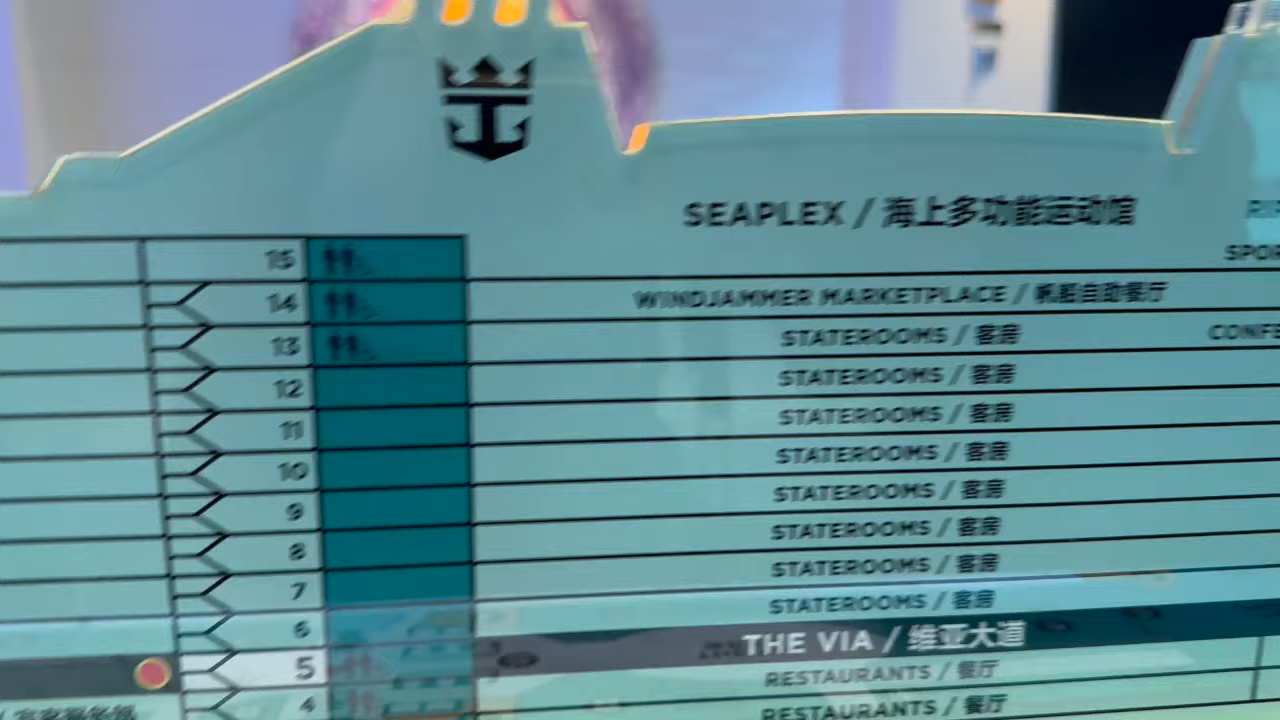 SEAPLEX / 海上多功能运动馆
15
14 WINDJAMMER MARKETPLACE / 帆船自助餐厅
13 STATEROOMS / 客房
12 STATEROOMS / 客房
11 STATEROOMS / 客房
10 STATEROOMS / 客房
9 STATEROOMS / 客房
8 STATEROOMS / 客房
7 STATEROOMS / 客房
6 STATEROOMS / 客房
5 THE VIA / 维亚大道
4 RESTAURANTS / 餐厅
RESTAURANTS / 餐厅